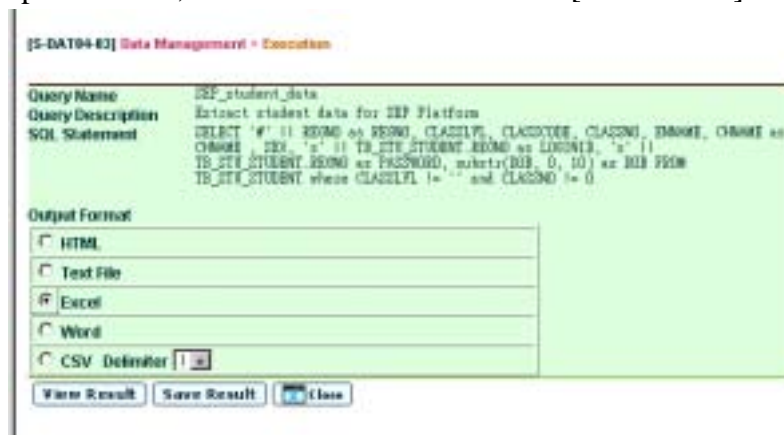 [S-DAT04-03] Data Management > Execution
Query Name SEP_student_data
Query Description Extract student data for SEP Platform
SQL Statement SELECT '#' || REGNO as REGNO, CLASSLVL, CLASSCODE, CLASSNO, ENNAME, CHNAME as
CHNAME , SEX, 's' || TB_STU_STUDENT.REGNO as LOGINID, 's' ||
TB_STU_STUDENT.REGNO as PASSWORD, substr(DOB, 0, 10) as DOB FROM
TB_STU_STUDENT where CLASSLVL != '' and CLASSNO != 0
Output Format
HTML
Text File
Excel
Word
CSV Delimiter
View Result Save Result Close